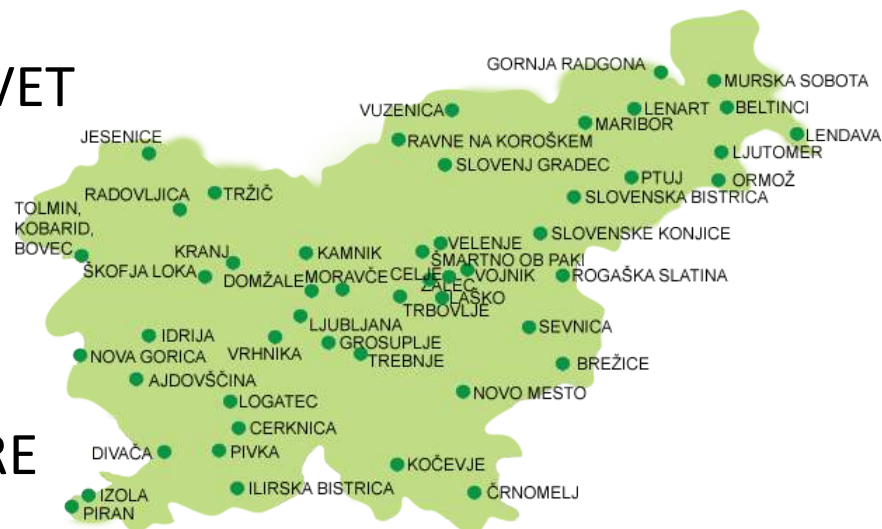 VET
GORNJA RADGONA
MURSKA SOBOTA
VUZENICA
LENART
BELTINCI
MARIBOR
JESENICE
RAVNE NA KOROŠKEM
LENDAVA
LJUTOMER
SLOVENJ GRADEC
PTUJ
ORMOŽ
RADOVLJICA
TRŽIČ
SLOVENSKA BISTRICA
TOLMIN,
KOBARID,
BOVEC
SLOVENSKE KONJICE
VELENJE
KRANJ
KAMNIK
ŠMARTNO OB PAKI
ŠKOFJA LOKA
DOMŽALE
MORAVČE
CELJE
VOJNIK
ROGAŠKA SLATINA
ŽALEC
LAŠKO
TRBOVLJE
LJUBLJANA
SEVNICA
IDRIJA
GROSUPLJE
VRHNIKA
NOVA GORICA
TREBNJE
BREŽICE
AJDOVŠČINA
NOVO MESTO
LOGATEC
CERKNICA
RE
DIVAČA
PIVKA
KOČEVJE
ILIRSKA BISTRICA
ČRNOMELJ
IZOLA
PIRAN